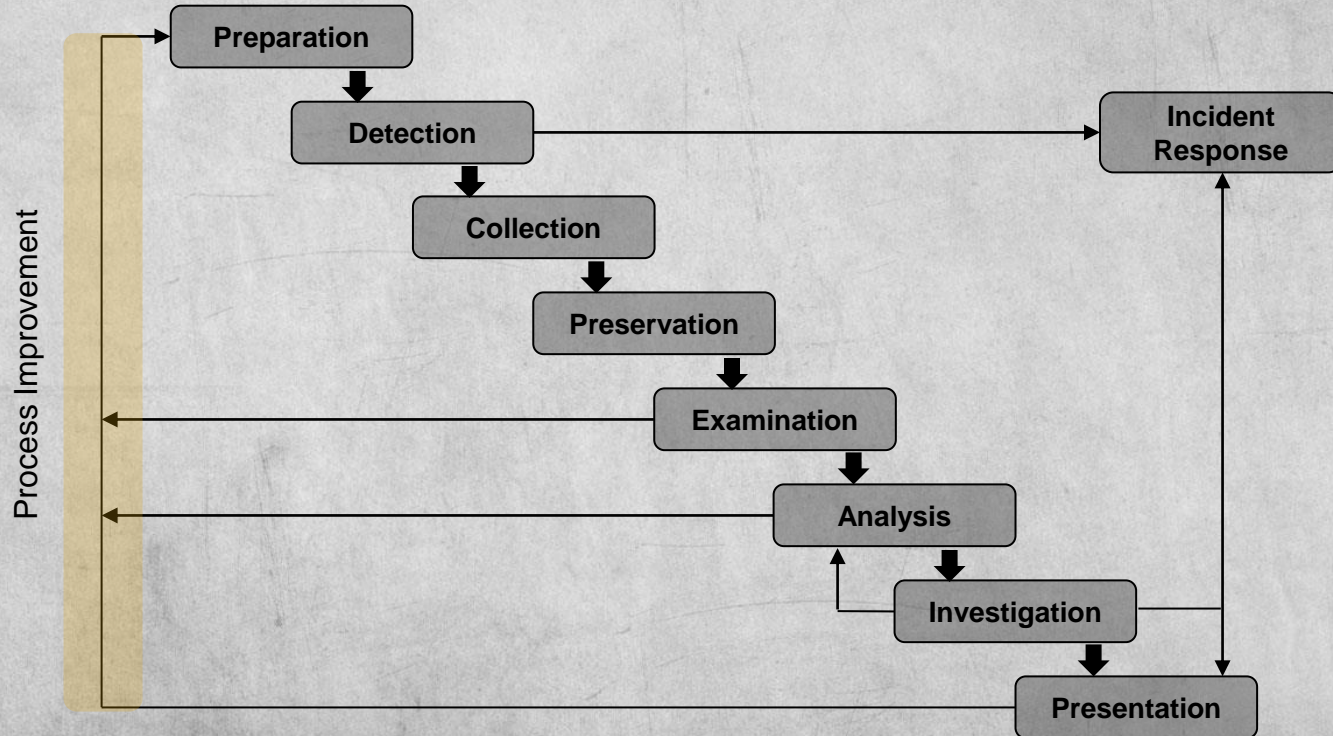 Preparation
Detection
Incident
Response
Collection
Preservation
Process Improvement
Examination
Analysis
Investigation
Presentation